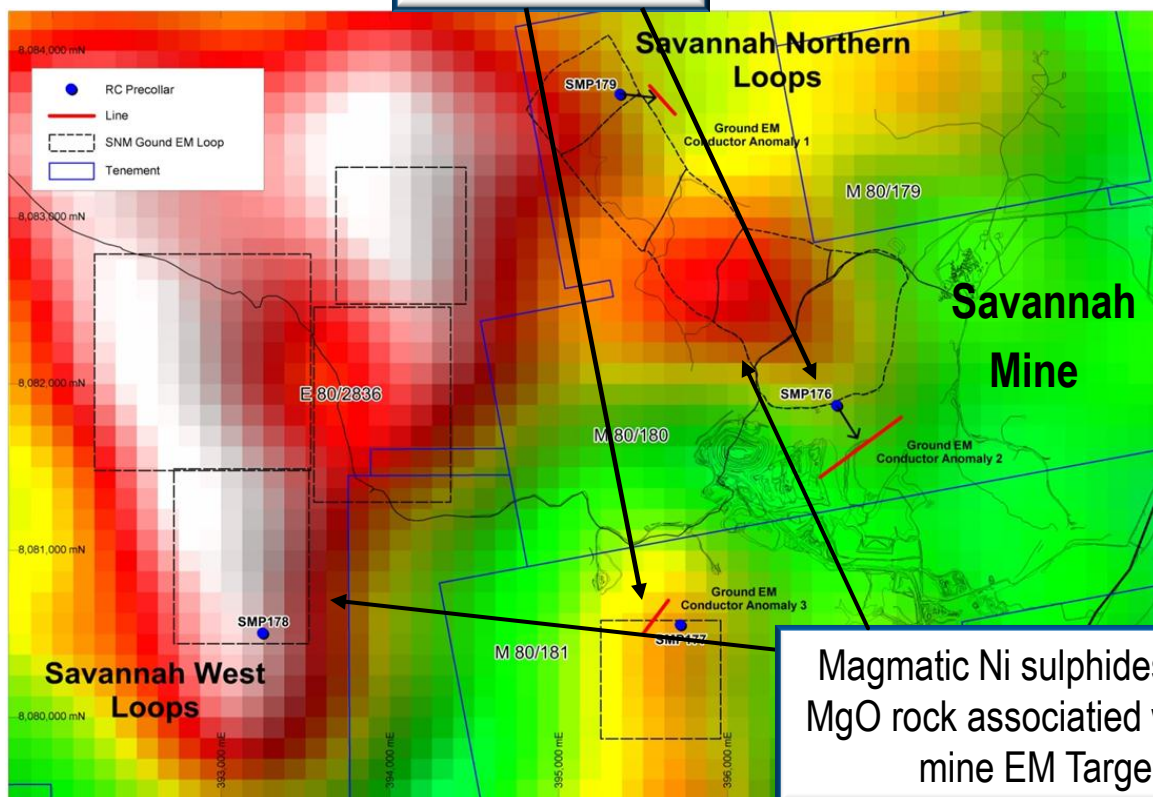 Savannah Northern
Loops
8,084,000 mN
RC Precollar
Line
SNM Gound EM Loop
Tenement
SMP179
Ground EM
Conductor Anomaly 1
M 80/179
8,083,000 mN
Savannah
Mine
8,082,000 mN
E 80/2836
SMP176
M 80/180
Ground EM
Conductor Anomaly 2
8,081,000 mN
Ground EM
Conductor Anomaly 3
SMP178
SMP177
M 80/181
Savannah West
Loops
8,080,000 mN
393,000 mE
394,000 mE
395,000 mE
396,000 mE
Magmatic Ni sulphides
MgO rock associatied
mine EM Targe